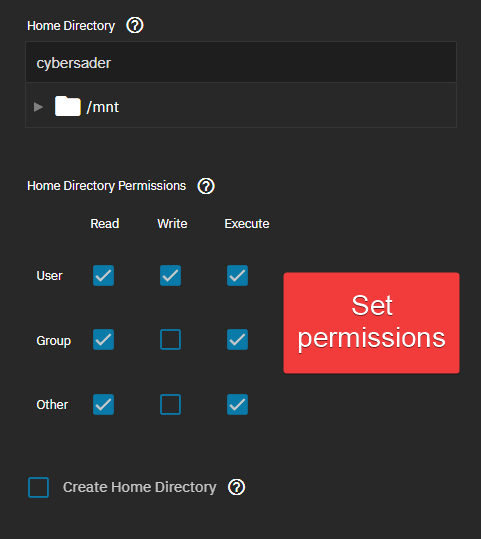 Home Directory ?
cybersader
/mnt
Home Directory Permissions ?
Read Write Execute
User
Set
permissions
Group
Other
Create Home Directory ?